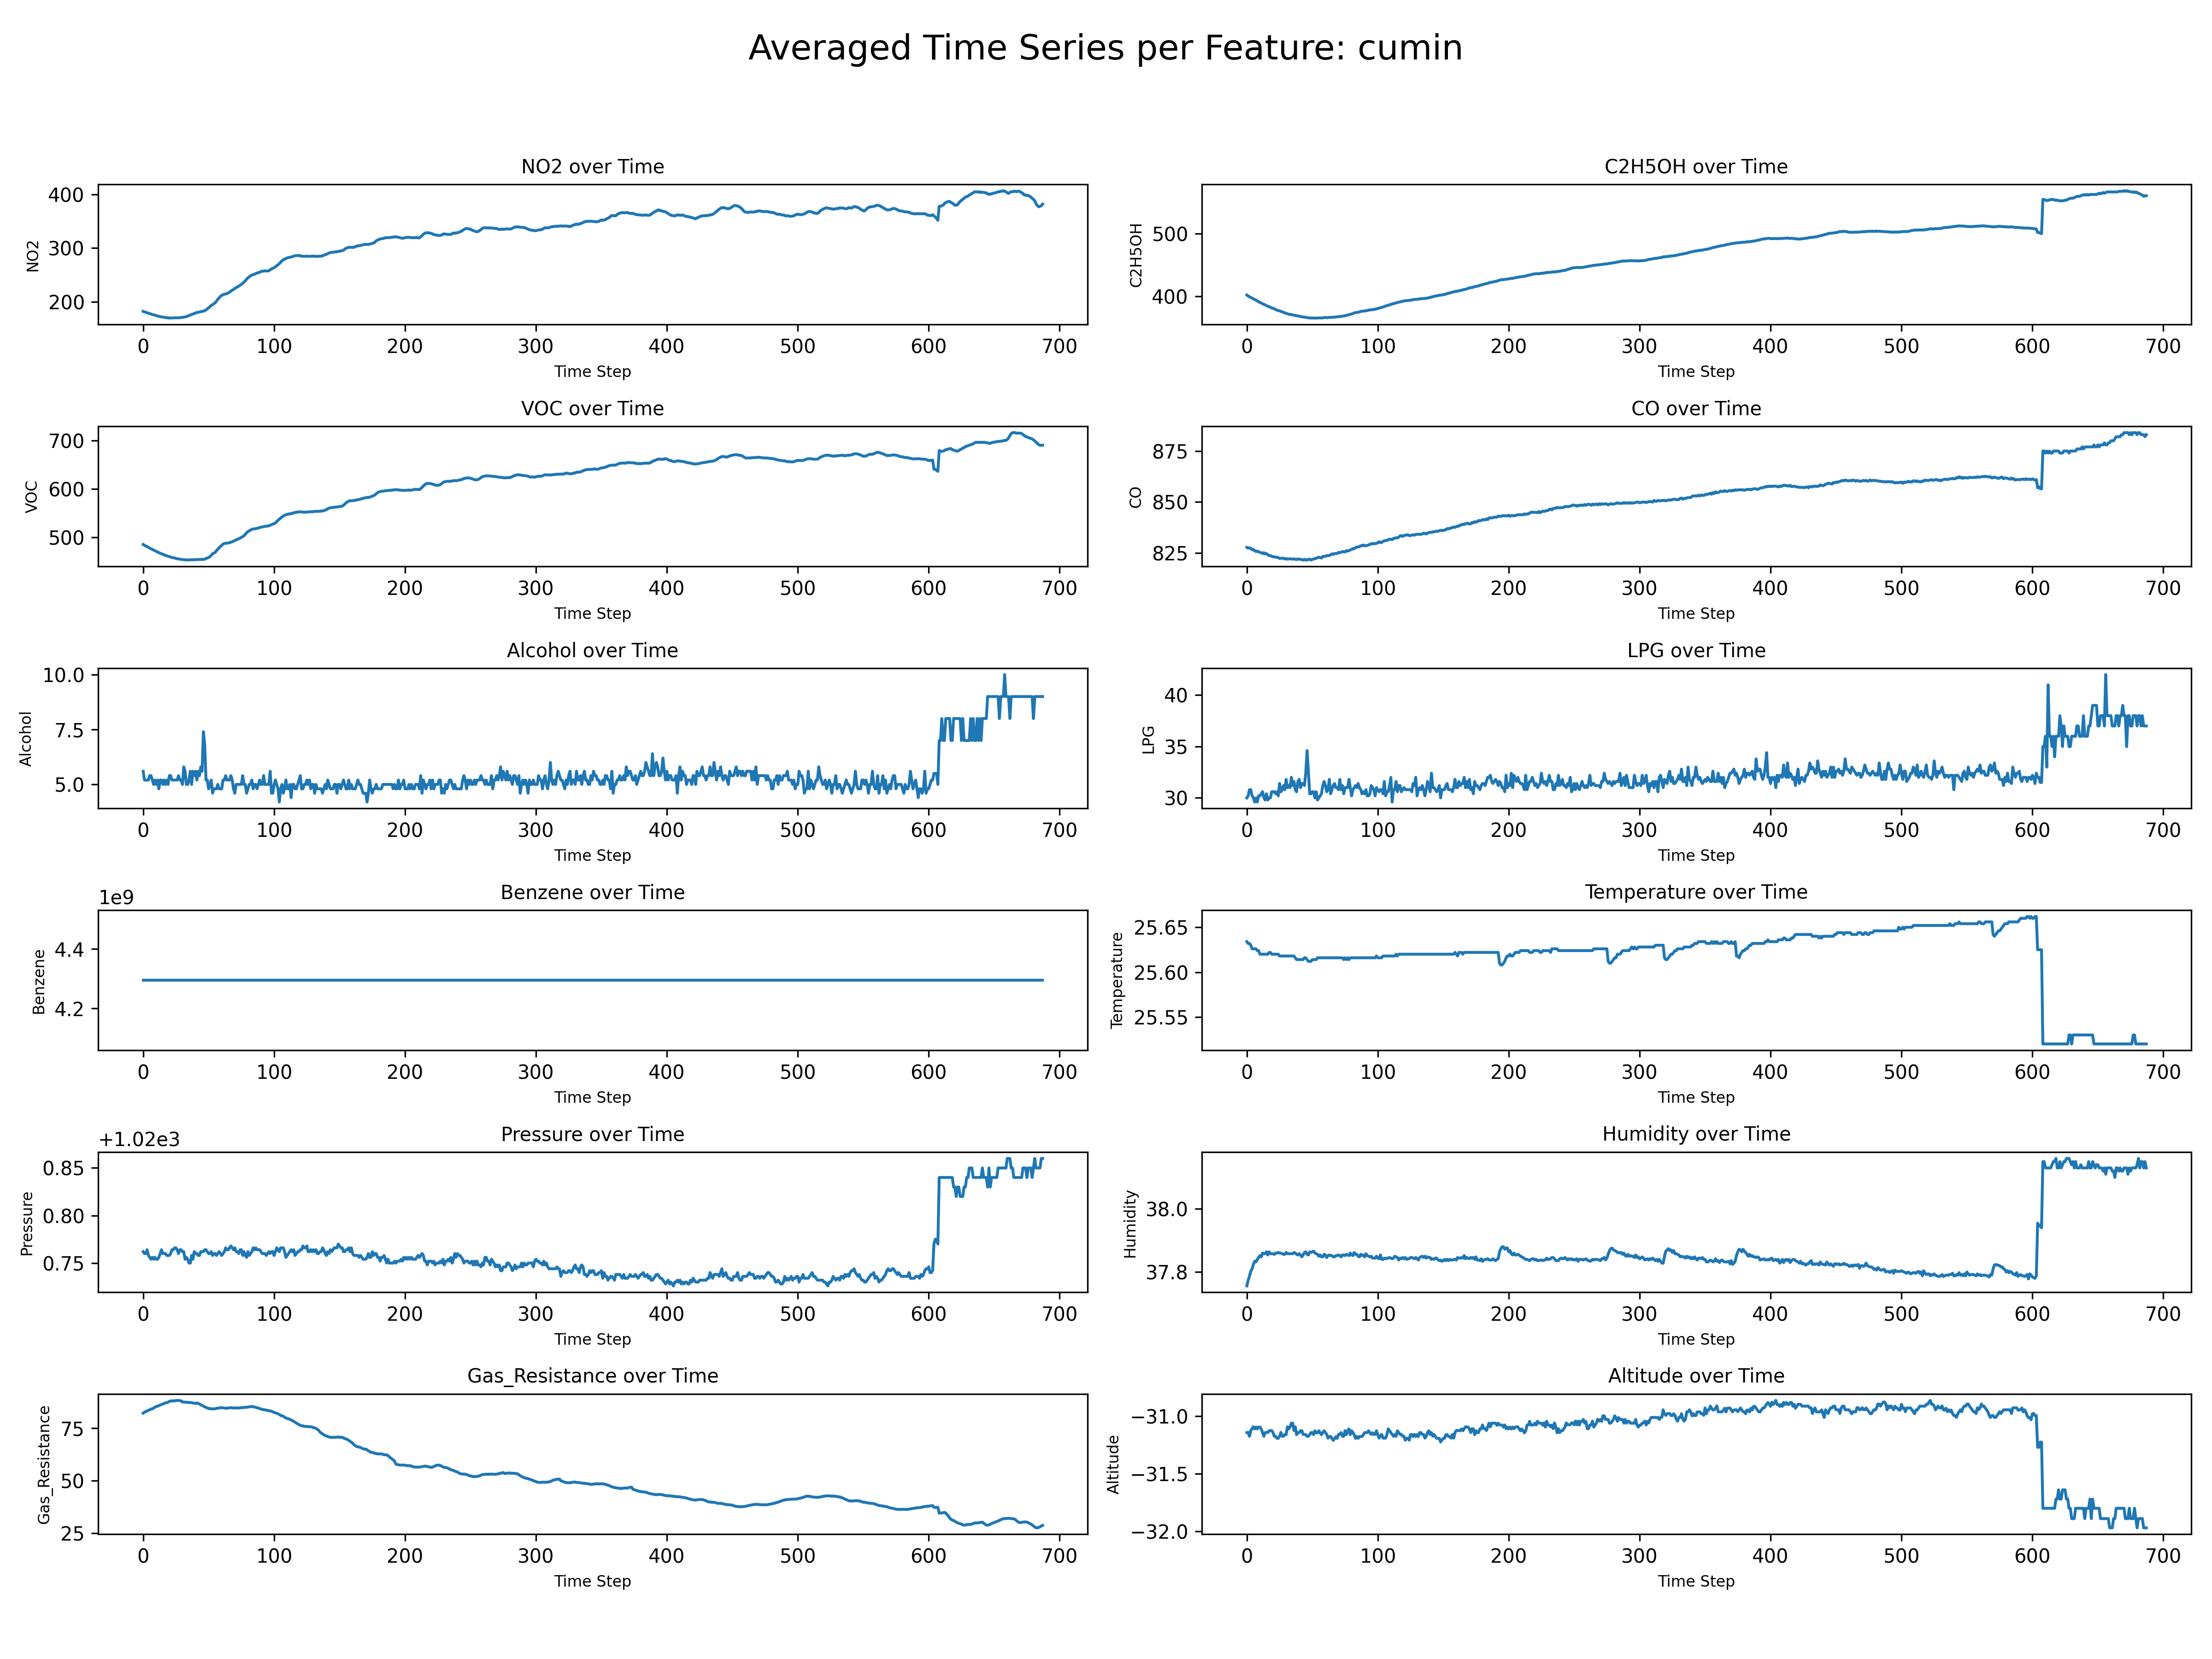 Averaged Time Series per Feature: cumin
NO2 over Time
NO2
400
300
200
0 100 200 300 400 500 600 700
Time Step
C2H5OH over Time
C2H5OH
500
400
0 100 200 300 400 500 600 700
Time Step
VOC over Time
VOC
700
600
500
0 100 200 300 400 500 600 700
Time Step
CO over Time
CO
875
850
825
0 100 200 300 400 500 600 700
Time Step
Alcohol over Time
Alcohol
10.0
7.5
5.0
0 100 200 300 400 500 600 700
Time Step
LPG over Time
LPG
40
35
30
0 100 200 300 400 500 600 700
Time Step
Benzene over Time
1e9
Benzene
4.4
4.2
0 100 200 300 400 500 600 700
Time Step
Temperature over Time
Temperature
25.65
25.60
25.55
0 100 200 300 400 500 600 700
Time Step
Pressure over Time
+1.02e3
Pressure
0.85
0.80
0.75
0 100 200 300 400 500 600 700
Time Step
Humidity over Time
Humidity
38.0
37.8
0 100 200 300 400 500 600 700
Time Step
Gas_Resistance over Time
Gas_Resistance
75
50
25
0 100 200 300 400 500 600 700
Time Step
Altitude over Time
Altitude
−31.0
−31.5
−32.0
0 100 200 300 400 500 600 700
Time Step